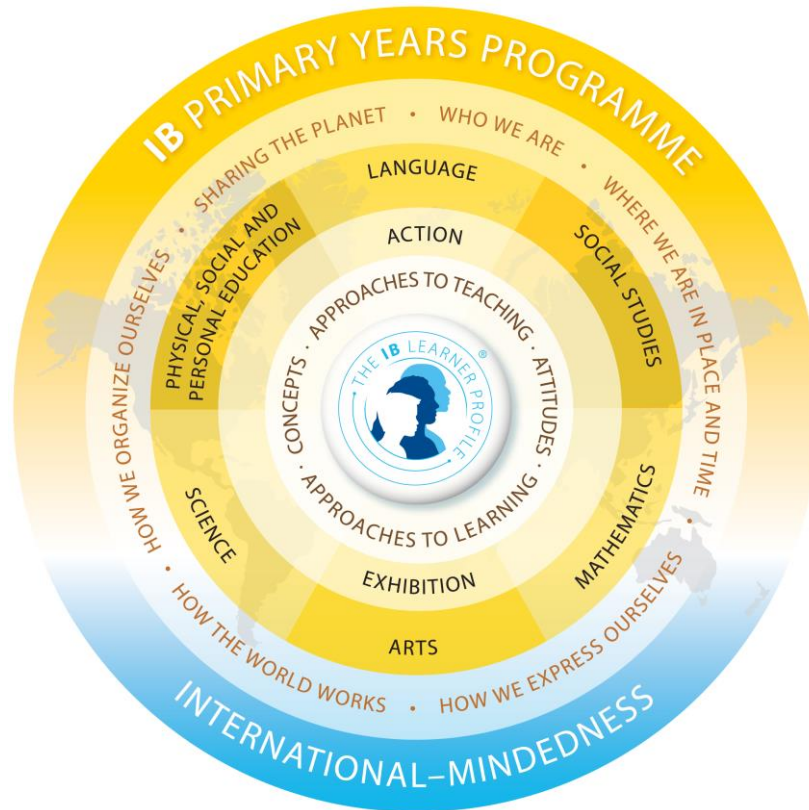 IB PRIMARY YEARS PROGRAMME
SHARING THE PLANET • WHO WE ARE • WHERE WE ARE IN PLACE AND TIME • HOW WE EXPRESS OURSELVES • HOW THE WORLD WORKS • HOW WE ORGANIZE OURSELVES •
LANGUAGE
SOCIAL STUDIES
MATHEMATICS
ARTS
SCIENCE
PHYSICAL, SOCIAL AND
PERSONAL EDUCATION
ACTION
EXHIBITION
APPROACHES TO TEACHING · ATTITUDES · APPROACHES TO LEARNING · CONCEPTS ·
• THE IB LEARNER PROFILE • ®
INTERNATIONAL–MINDEDNESS